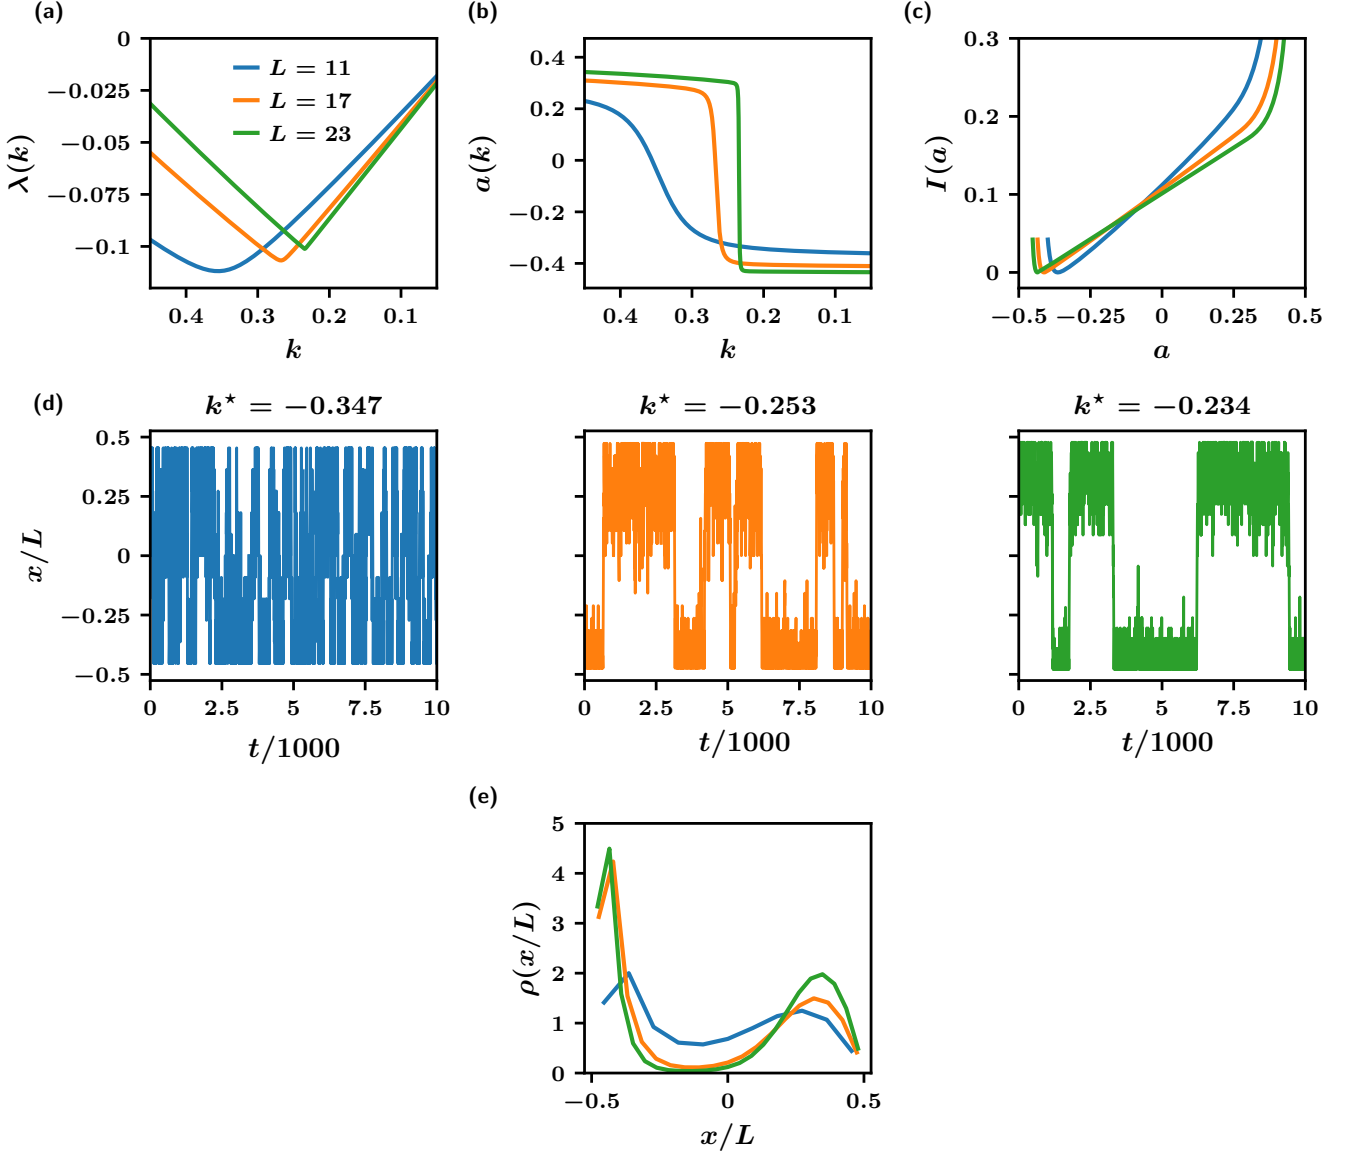 (a)
(b)
(c)
λ(k)
0
−0.025
−0.05
−0.075
−0.1
0.4 0.3 0.2 0.1
k
L = 11
L = 17
L = 23
a(k)
0.4
0.2
0
−0.2
−0.4
0.4 0.3 0.2 0.1
k
I(a)
0.3
0.2
0.1
0
−0.5 −0.25 0 0.25 0.5
a
(d)
k⋆ = −0.347
k⋆ = −0.253
k⋆ = −0.234
x/L
0.5
0.25
0
−0.25
−0.5
0 2.5 5 7.5 10
t/1000
0 2.5 5 7.5 10
t/1000
0 2.5 5 7.5 10
t/1000
(e)
ρ(x/L)
5
4
3
2
1
0
−0.5 0 0.5
x/L